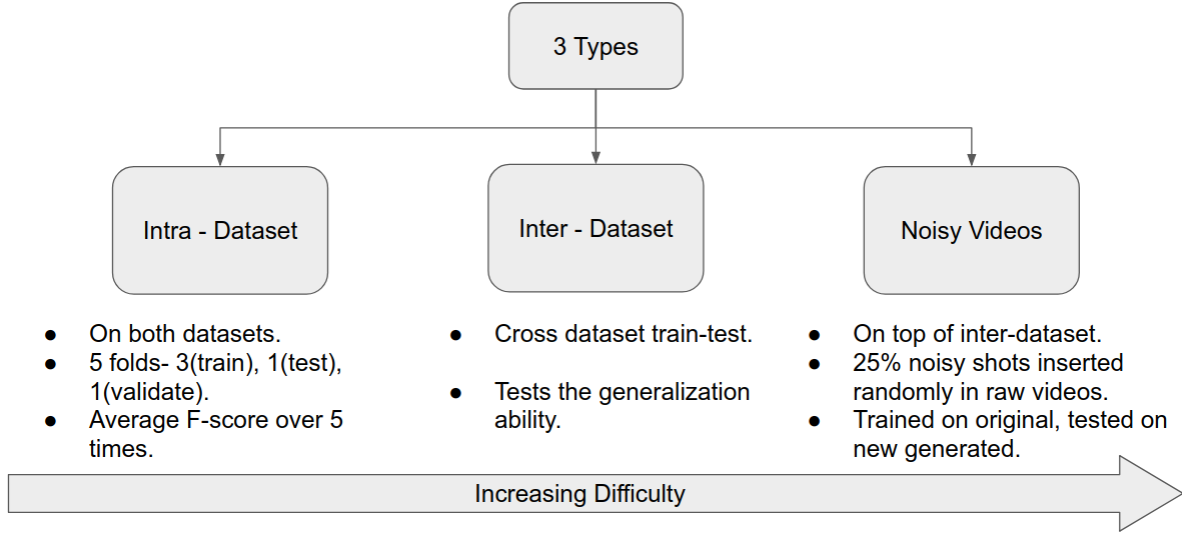 3 Types
Intra - Dataset
Inter - Dataset
Noisy Videos
● On both datasets.
● 5 folds- 3(train), 1(test),
1(validate).
● Average F-score over 5
times.
● Cross dataset train-test.
● Tests the generalization
ability.
● On top of inter-dataset.
● 25% noisy shots inserted
randomly in raw videos.
● Trained on original, tested on
new generated.
Increasing Difficulty